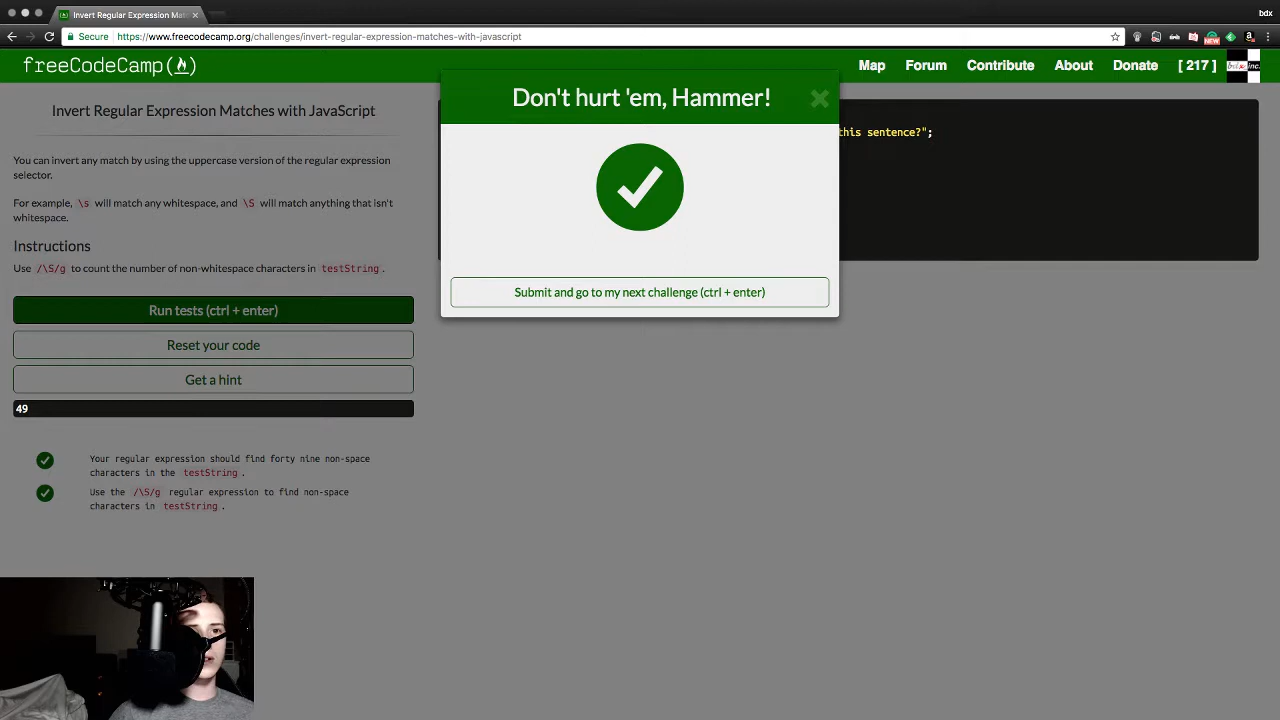 Invert Regular Expression Mat
bdx
Secure https://www.freecodecamp.org/challenges/invert-regular-expression-matches-with-javascript
NEW
freeCodeCamp(🔥)
Map Forum Contribute About Donate [ 217 ] bdx inc.
Don't hurt 'em, Hammer!
Invert Regular Expression Matches with JavaScript
this sentence?";
You can invert any match by using the uppercase version of the regular expression
selector.
For example, \s will match any whitespace, and \S will match anything that isn't
whitespace.
Instructions
Use /\S/g to count the number of non-whitespace characters in testString.
Submit and go to my next challenge (ctrl + enter)
Run tests (ctrl + enter)
Reset your code
Get a hint
49
Your regular expression should find forty nine non-space
characters in the testString.
Use the /\S/g regular expression to find non-space
characters in testString.